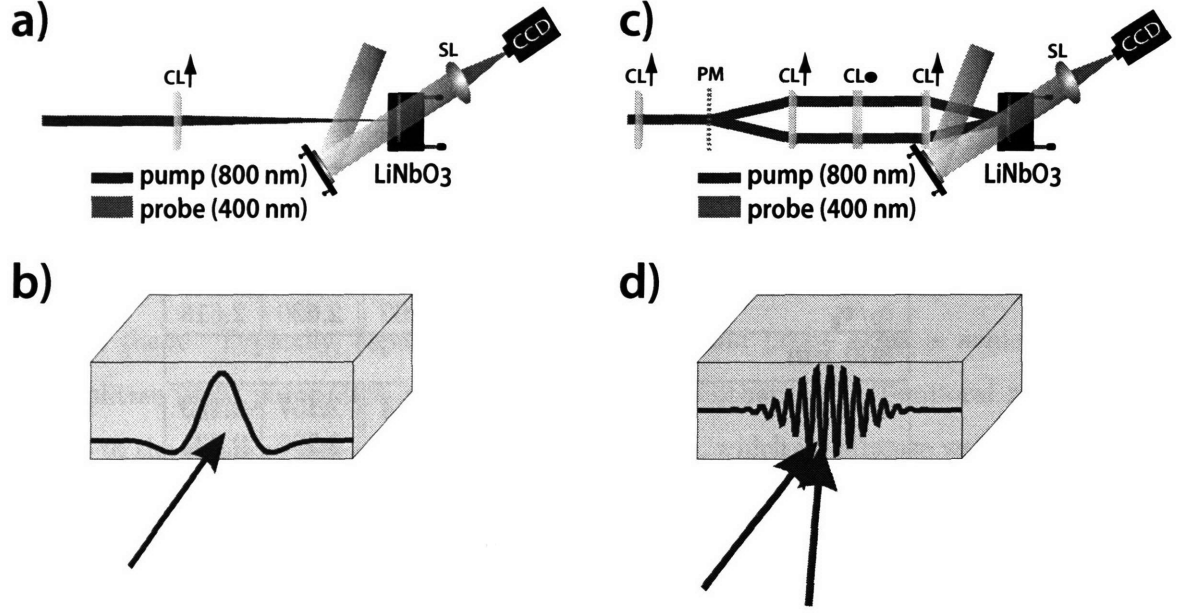 a)
CCD
SL
CL
pump (800 nm)
probe (400 nm)
LiNbO3
b)
c)
CCD
SL
CL
PM
CL
CL
CL
pump (800 nm)
probe (400 nm)
LiNbO3
d)